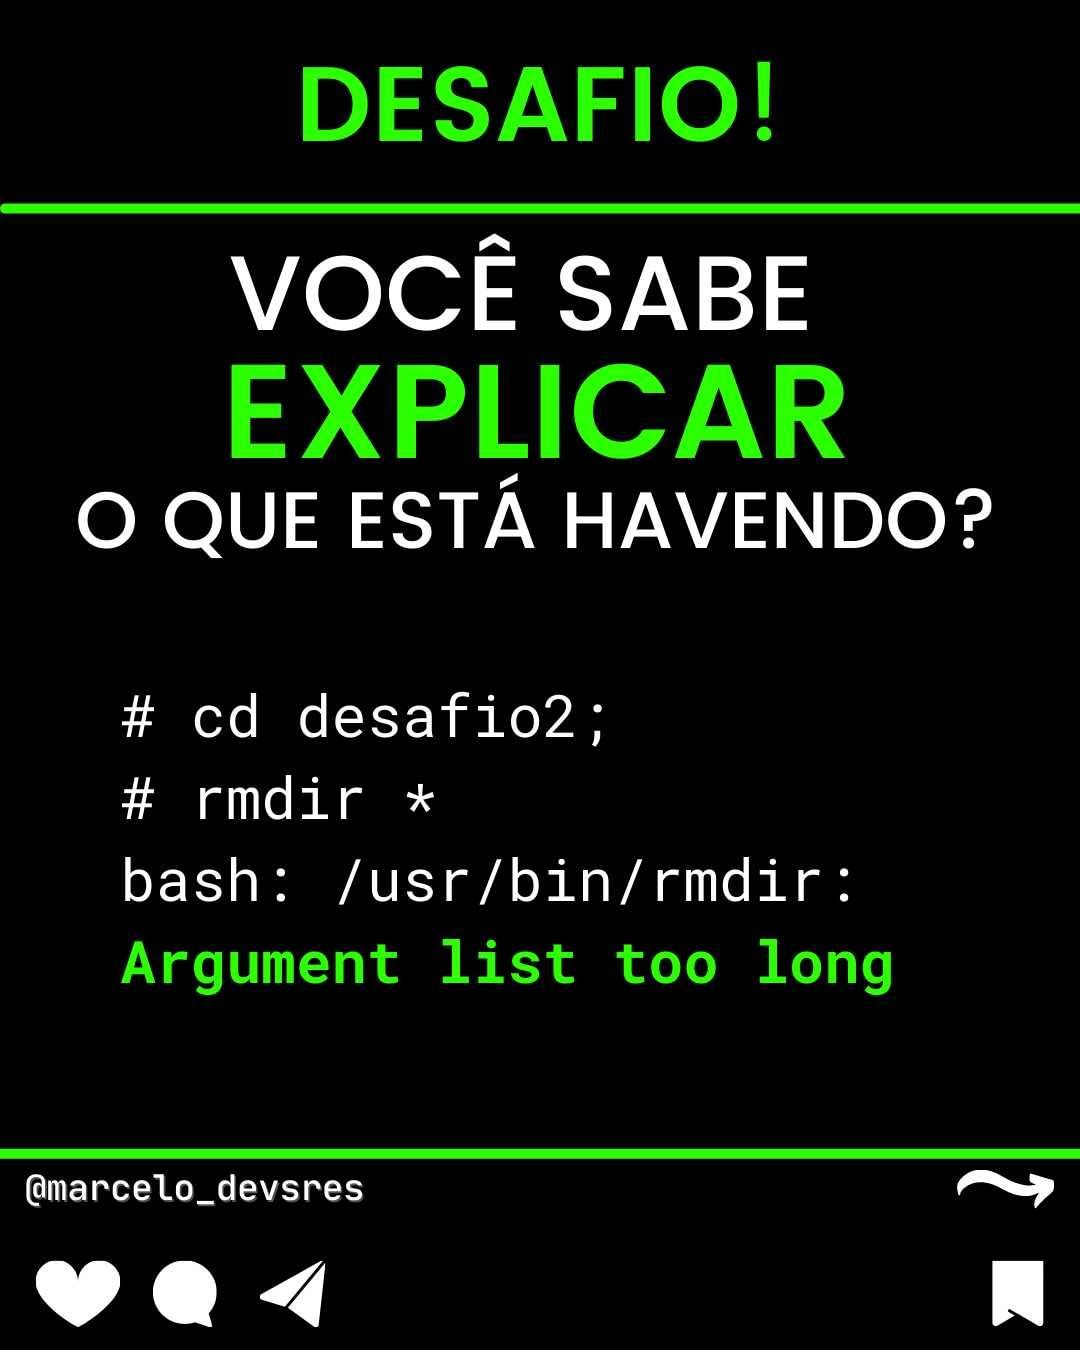 DESAFIO!
VOCÊ SABE
EXPLICAR
O QUE ESTÁ HAVENDO?
# cd desafio2;
# rmdir *
bash: /usr/bin/rmdir:
Argument list too long
@marcelo_devsres